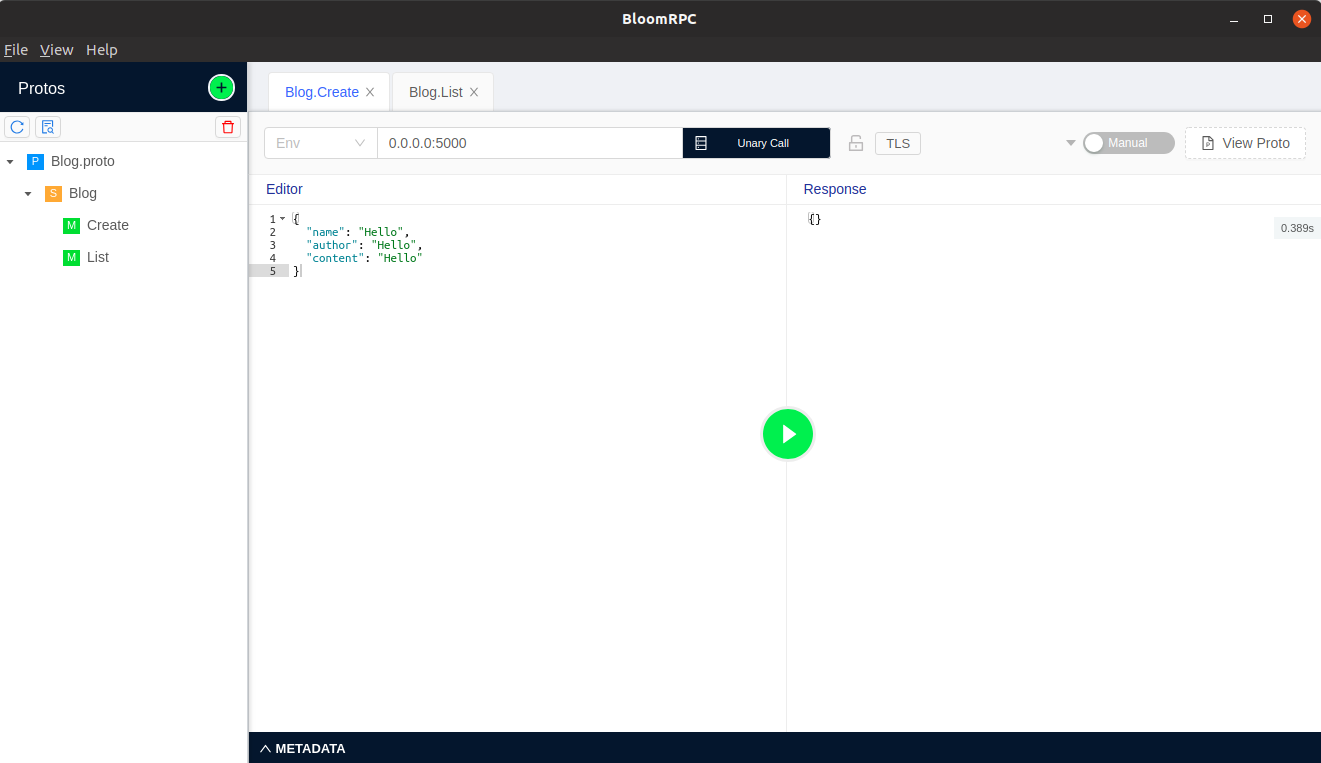 BloomRPC
File View Help
Protos
Blog.Create
Blog.List
Env
0.0.0.0:5000
Unary Call
TLS
Manual
View Proto
P Blog.proto
S Blog
M Create
M List
Editor
1 {
2 "name": "Hello",
3 "author": "Hello",
4 "content": "Hello"
5 }
Response
{}
0.389s
METADATA